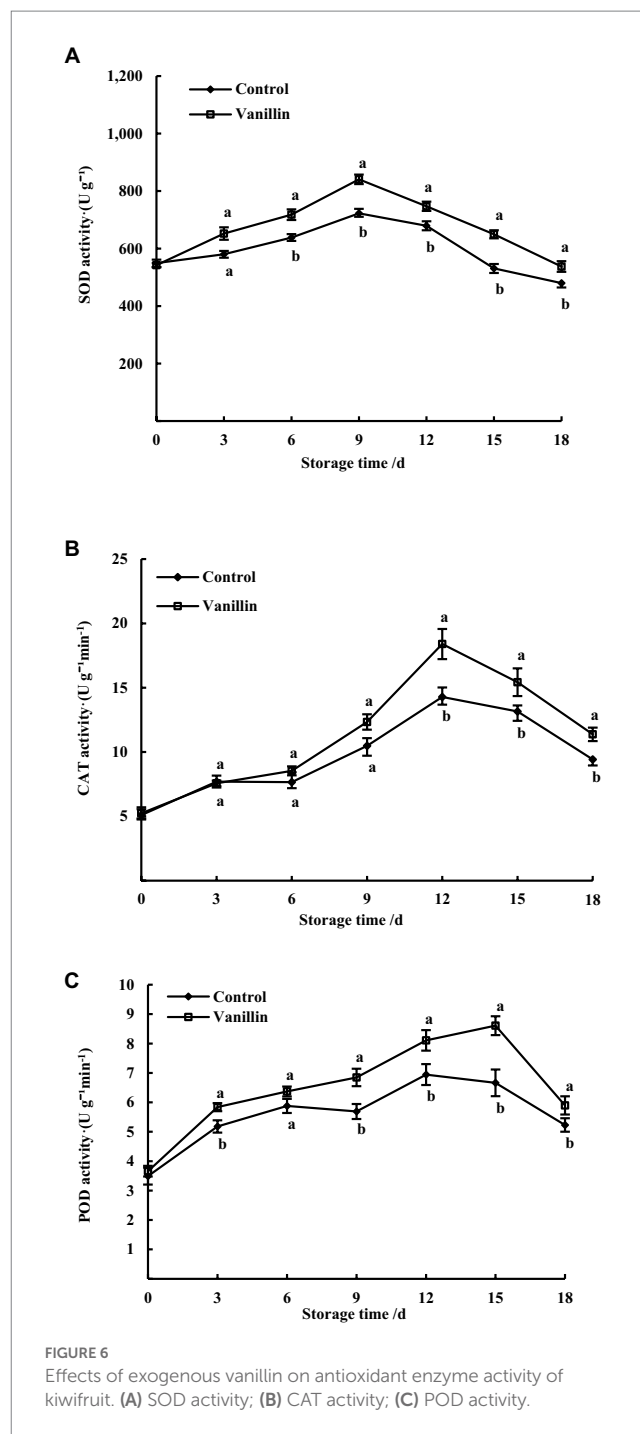 A
1,200
1,000
800
600
400
200
SOD activity·(U g⁻¹)
Control
Vanillin
a a a a a a
a b b b b b
0 3 6 9 12 15 18
Storage time /d
B
25
20
15
10
5
CAT activity·(U g⁻¹min⁻¹)
Control
Vanillin
a a a a a a
a a a b b b
0 3 6 9 12 15 18
Storage time /d
C
10
9
8
7
6
5
4
3
2
1
POD activity·(U g⁻¹min⁻¹)
Control
Vanillin
a a a a a a
b a b b b b
0 3 6 9 12 15 18
Storage time /d
FIGURE 6
Effects of exogenous vanillin on antioxidant enzyme activity of
kiwifruit. (A) SOD activity; (B) CAT activity; (C) POD activity.